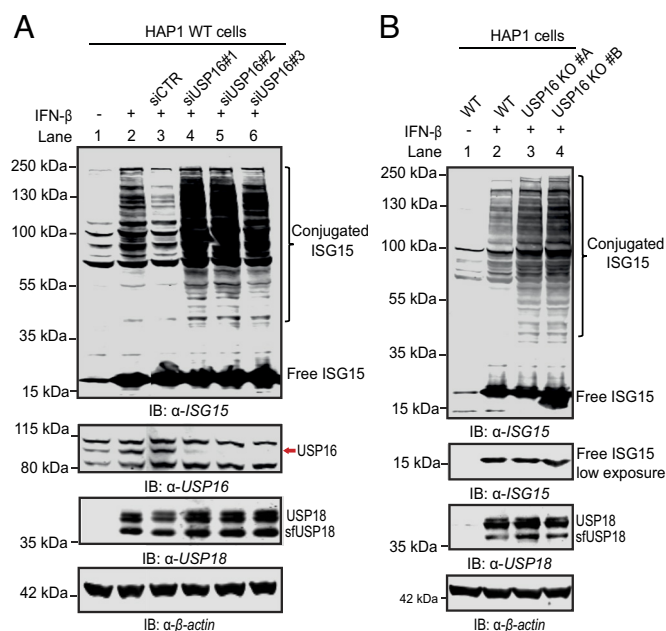 A
HAP1 WT cells
siCTR
siUSP16#1
siUSP16#2
siUSP16#3
IFN-β - + + + + +
Lane 1 2 3 4 5 6
250 kDa
130 kDa
100 kDa
55 kDa
35 kDa
15 kDa
Conjugated
ISG15
Free ISG15
IB: α-ISG15
115 kDa
80 kDa
USP16
IB: α-USP16
35 kDa
USP18
sfUSP18
IB: α-USP18
42 kDa
IB: α-β-actin
B
HAP1 cells
WT
WT
USP16 KO #A
USP16 KO #B
IFN-β - + + +
Lane 1 2 3 4
250 kDa
130 kDa
100 kDa
55 kDa
35 kDa
15 kDa
Conjugated
ISG15
Free ISG15
IB: α-ISG15
15 kDa
Free ISG15
low exposure
IB: α-ISG15
35 kDa
USP18
sfUSP18
IB: α-USP18
42 kDa
IB: α-β-actin